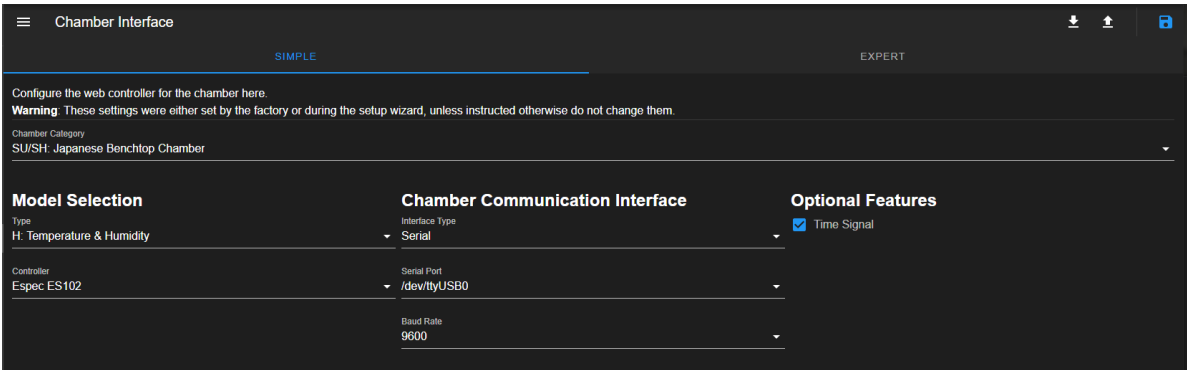 Chamber Interface
SIMPLE
EXPERT
Configure the web controller for the chamber here.
Warning: These settings were either set by the factory or during the setup wizard, unless instructed otherwise do not change them.
Chamber Category
SU/SH: Japanese Benchtop Chamber
Model Selection
Type
H: Temperature & Humidity
Controller
Espec ES102
Chamber Communication Interface
Interface Type
Serial
Serial Port
/dev/ttyUSB0
Baud Rate
9600
Optional Features
Time Signal